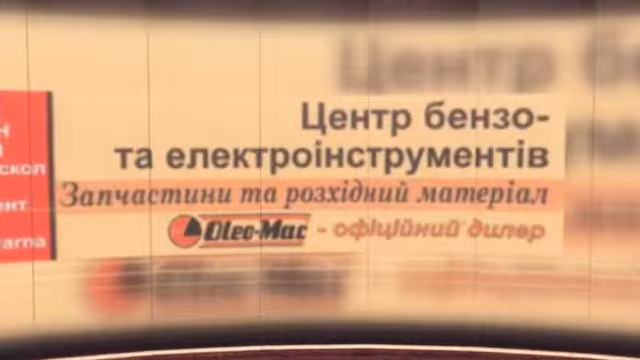 Центр бензо-
та електроінструментів
Запчастини та розхідний матеріал
Oleo-Mac - офіційний дилер